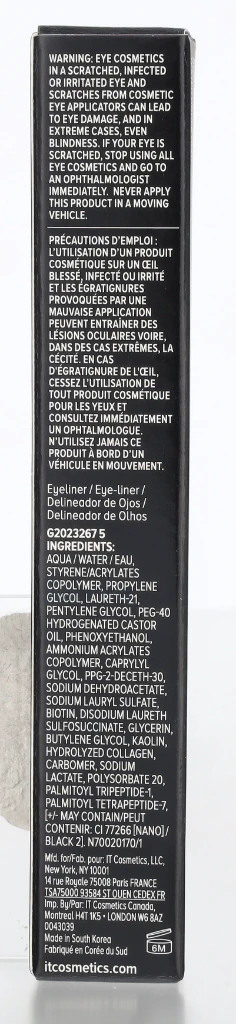 WARNING: EYE COSMETICS
IN A SCRATCHED, INFECTED
OR IRRITATED EYE AND
SCRATCHES FROM COSMETIC
EYE APPLICATORS CAN LEAD
TO EYE DAMAGE, AND IN
EXTREME CASES, EVEN
BLINDNESS. IF YOUR EYE IS
SCRATCHED, STOP USING ALL
EYE COSMETICS AND GO TO
AN OPHTHALMOLOGIST
IMMEDIATELY. NEVER APPLY
THIS PRODUCT IN A MOVING
VEHICLE.
PRÉCAUTIONS D'EMPLOI :
L'UTILISATION D'UN PRODUIT
COSMÉTIQUE SUR UN ŒIL
BLESSÉ, INFECTÉ OU IRRITÉ
ET LES ÉGRATIGNURES
PROVOQUÉES PAR UNE
MAUVAISE APPLICATION
PEUVENT ENTRAÎNER DES
LÉSIONS OCULAIRES VOIRE,
DANS DES CAS EXTRÊMES, LA
CÉCITÉ. EN CAS
D'ÉGRATIGNURE DE L'ŒIL,
CESSEZ L'UTILISATION DE
TOUT PRODUIT COSMÉTIQUE
POUR LES YEUX ET
CONSULTEZ IMMÉDIATEMENT
UN OPHTALMOLOGUE.
N'UTILISEZ JAMAIS CE
PRODUIT À BORD D'UN
VÉHICULE EN MOUVEMENT.
Eyeliner / Eye-liner /
Delineador de Ojos /
Delineador de Olhos
G2023267 5
INGREDIENTS:
AQUA / WATER / EAU,
STYRENE/ACRYLATES
COPOLYMER, PROPYLENE
GLYCOL, LAURETH-21,
PENTYLENE GLYCOL, PEG-40
HYDROGENATED CASTOR
OIL, PHENOXYETHANOL,
AMMONIUM ACRYLATES
COPOLYMER, CAPRYLYL
GLYCOL, PPG-2-DECETH-30,
SODIUM DEHYDROACETATE,
SODIUM LAURYL SULFATE,
BIOTIN, DISODIUM LAURETH
SULFOSUCCINATE, GLYCERIN,
BUTYLENE GLYCOL, KAOLIN,
HYDROLYZED COLLAGEN,
CARBOMER, SODIUM
LACTATE, POLYSORBATE 20,
PALMITOYL TRIPEPTIDE-1,
PALMITOYL TETRAPEPTIDE-7,
[+/- MAY CONTAIN/PEUT
CONTENIR: CI 77266 [NANO] /
BLACK 2]. N70020170/1
Mfd. for/Fab. pour: IT Cosmetics, LLC,
New York, NY 10001
14 rue Royale 75008 Paris FRANCE
TSA75000 93584 ST OUEN CEDEX FR
Imp. By/Par: IT Cosmetics Canada,
Montreal H4T 1K5 • LONDON W6 8AZ
0043039
Made in South Korea
Fabriqué en Corée du Sud
6M
itcosmetics.com